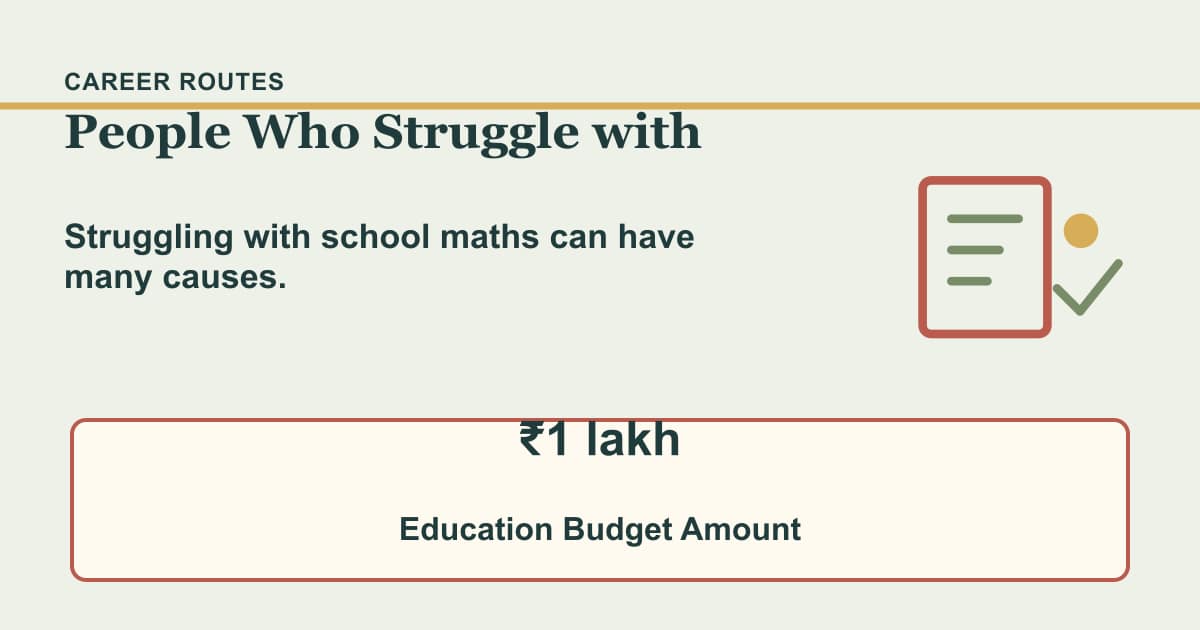 CAREER ROUTES
People Who Struggle with
Struggling with school maths can have
many causes.
₹1 lakh
Education Budget Amount